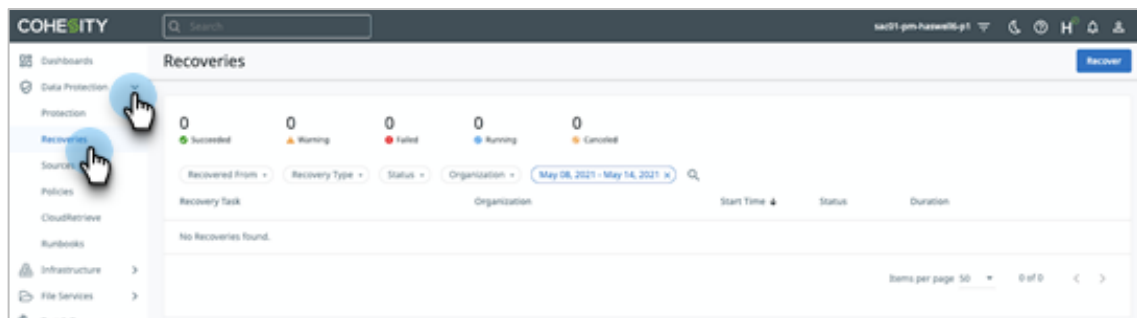 COHESITY
Search
sac01-pm-haswell6-p1
H
Dashboards
Data Protection
Protection
Recoveries
Sources
Policies
CloudRetrieve
Runbooks
Infrastructure
File Services
Recoveries
Recover
0 0 0 0 0
Succeeded Warning Failed Running Canceled
Recovered From Recovery Type Status Organization May 08, 2021 - May 14, 2021 x
Recovery Task Organization Start Time Status Duration
No Recoveries found.
Items per page 50 0 of 0